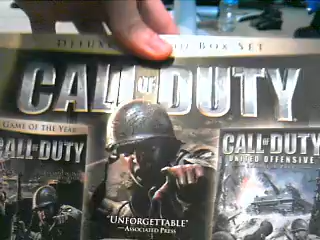 BOX SET
CALL OF DUTY
GAME OF THE YEAR
CALL OF DUTY
CALL OF DUTY
UNITED OFFENSIVE
"UNFORGETTABLE"
-ASSOCIATED PRESS